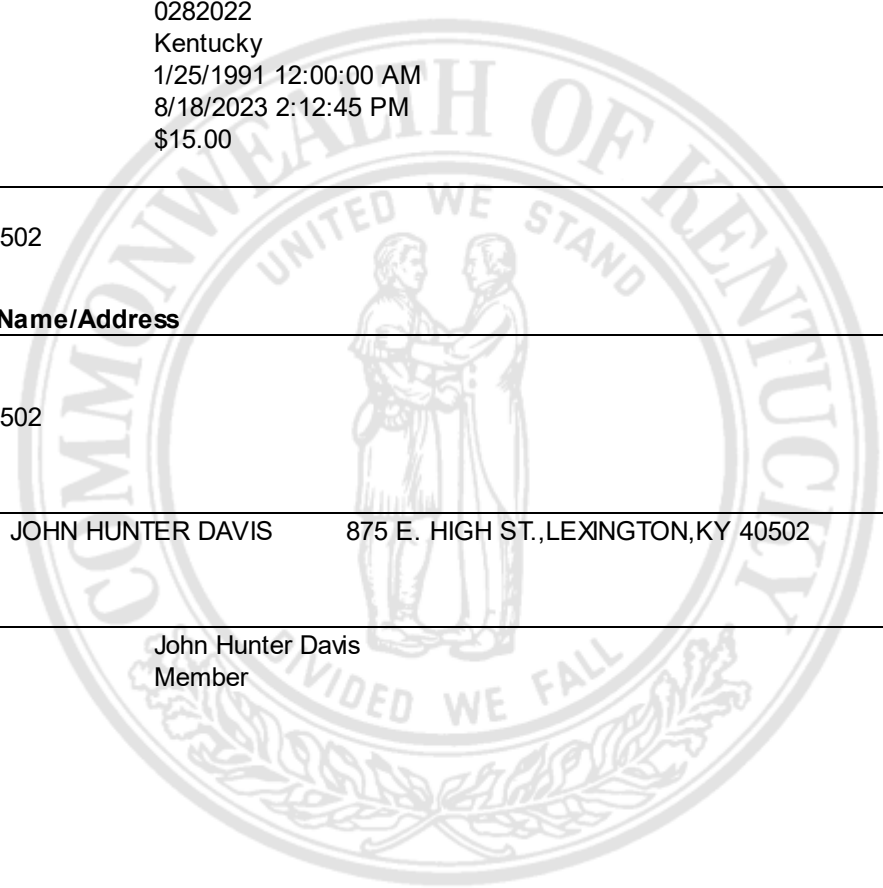 0282022
Kentucky
1/25/1991 12:00:00 AM
8/18/2023 2:12:45 PM
$15.00
502
Name/Address
502
JOHN HUNTER DAVIS 875 E. HIGH ST.,LEXINGTON,KY 40502
John Hunter Davis
Member
COMMONWEALTH OF KENTUCKY
UNITED WE STAND
DIVIDED WE FALL